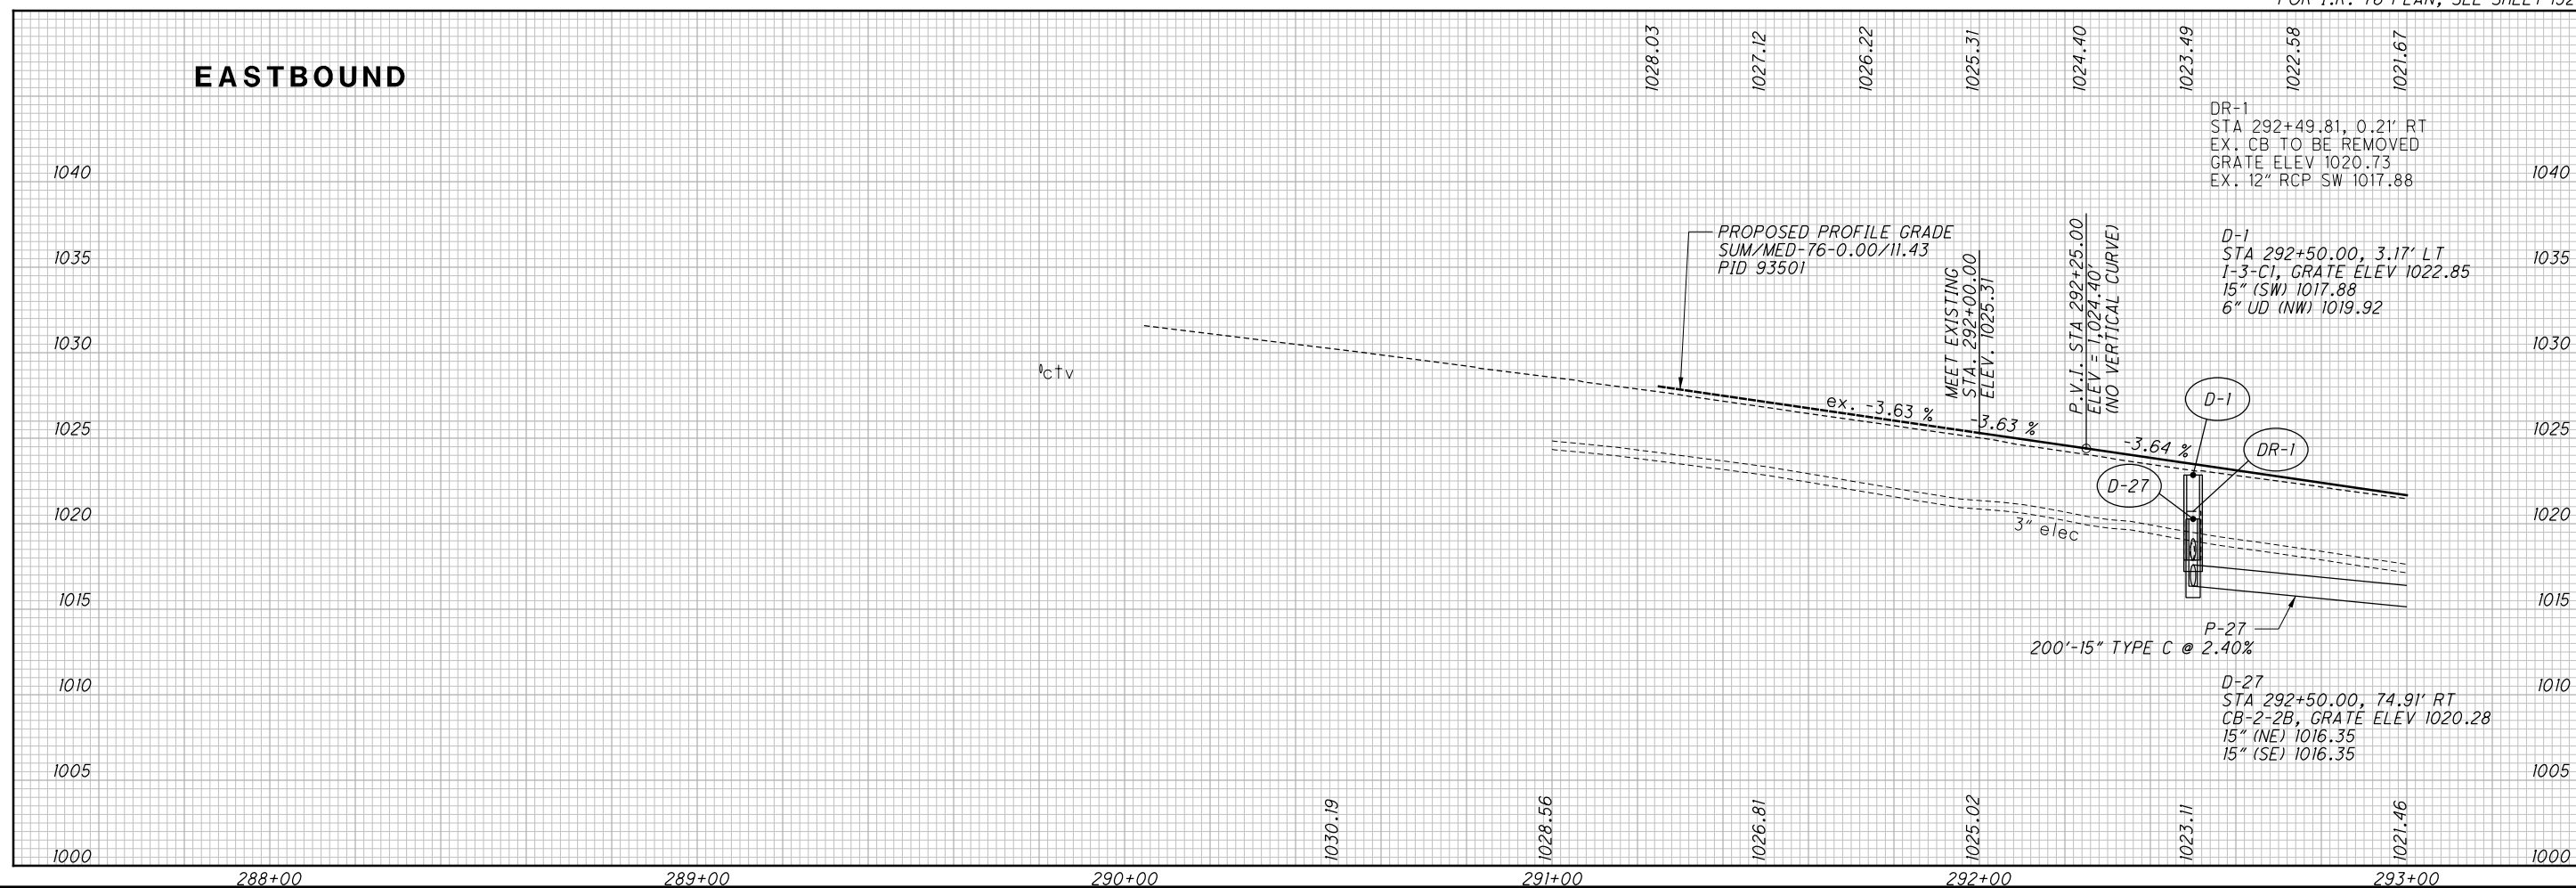 FOR I.R. 76 PLAN, SEE SHEET 132
EASTBOUND
1028.03
1027.12
1026.22
1025.31
1024.40
1023.49
1022.58
1021.67
DR-1
STA 292+49.81, 0.21' RT
EX. CB TO BE REMOVED
GRATE ELEV 1020.73
EX. 12" RCP SW 1017.88
1040
1040
PROPOSED PROFILE GRADE
SUM/MED-76-0.00/11.43
PID 93501
MEET EXISTING
STA. 292+00.00
ELEV. 1025.31
P.V.I. STA 292+25.00
ELEV = 1,024.40'
(NO VERTICAL CURVE)
D-1
STA 292+50.00, 3.17' LT
I-3-C1, GRATE ELEV 1022.85
15" (SW) 1017.88
6" UD (NW) 1019.92
1035
1035
1030
1030
ctv
ex. -3.63 %
-3.63 %
-3.64 %
D-1
DR-1
D-27
1025
1025
3" elec
1020
1020
1015
1015
P-27
200'-15" TYPE C @ 2.40%
D-27
STA 292+50.00, 74.91' RT
CB-2-2B, GRATE ELEV 1020.28
15" (NE) 1016.35
15" (SE) 1016.35
1010
1010
1005
1005
1030.19
1028.56
1026.81
1025.02
1023.11
1021.46
1000
1000
288+00
289+00
290+00
291+00
292+00
293+00